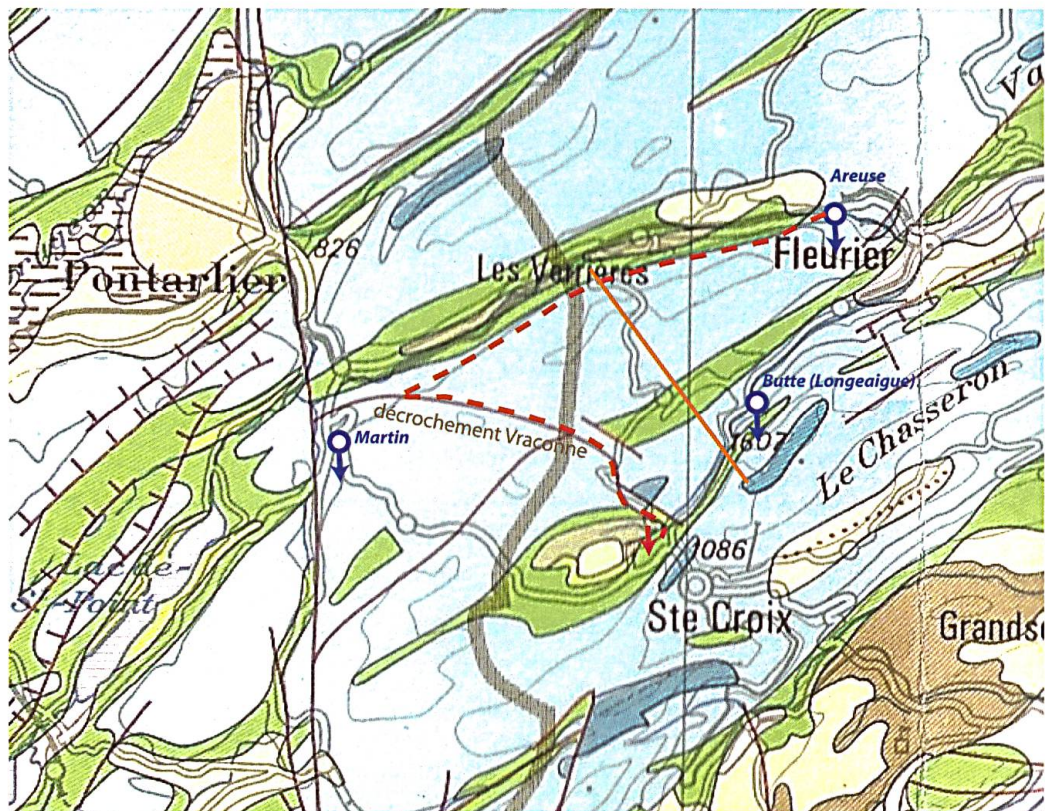 Va
Areuse
826
Les Verrières
Fleurier
Pontarlier
Butte (Longeaigue)
décrochement Vraconne
Martin
1607
Le Chasseron
Lac de-
St-Point
1086
Ste Croix
Grands